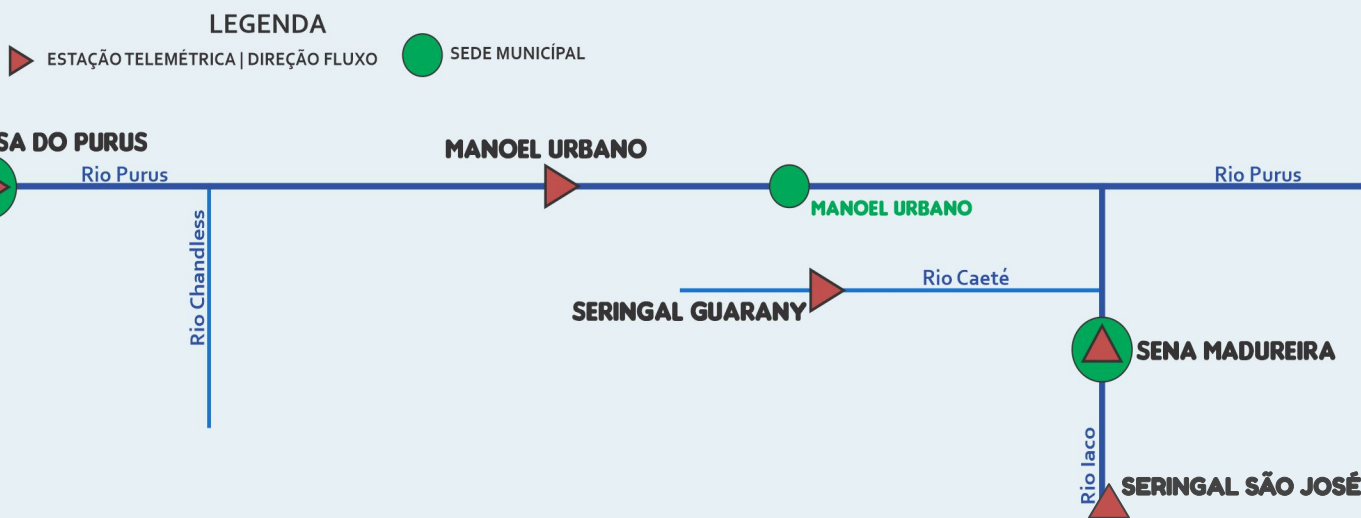 LEGENDA
ESTAÇÃO TELEMÉTRICA | DIREÇÃO FLUXO
SEDE MUNICÍPAL
SA DO PURUS
MANOEL URBANO
Rio Purus
Rio Purus
MANOEL URBANO
Rio Chandless
Rio Caeté
SERINGAL GUARANY
SENA MADUREIRA
Rio Iaco
SERINGAL SÃO JOSÉ